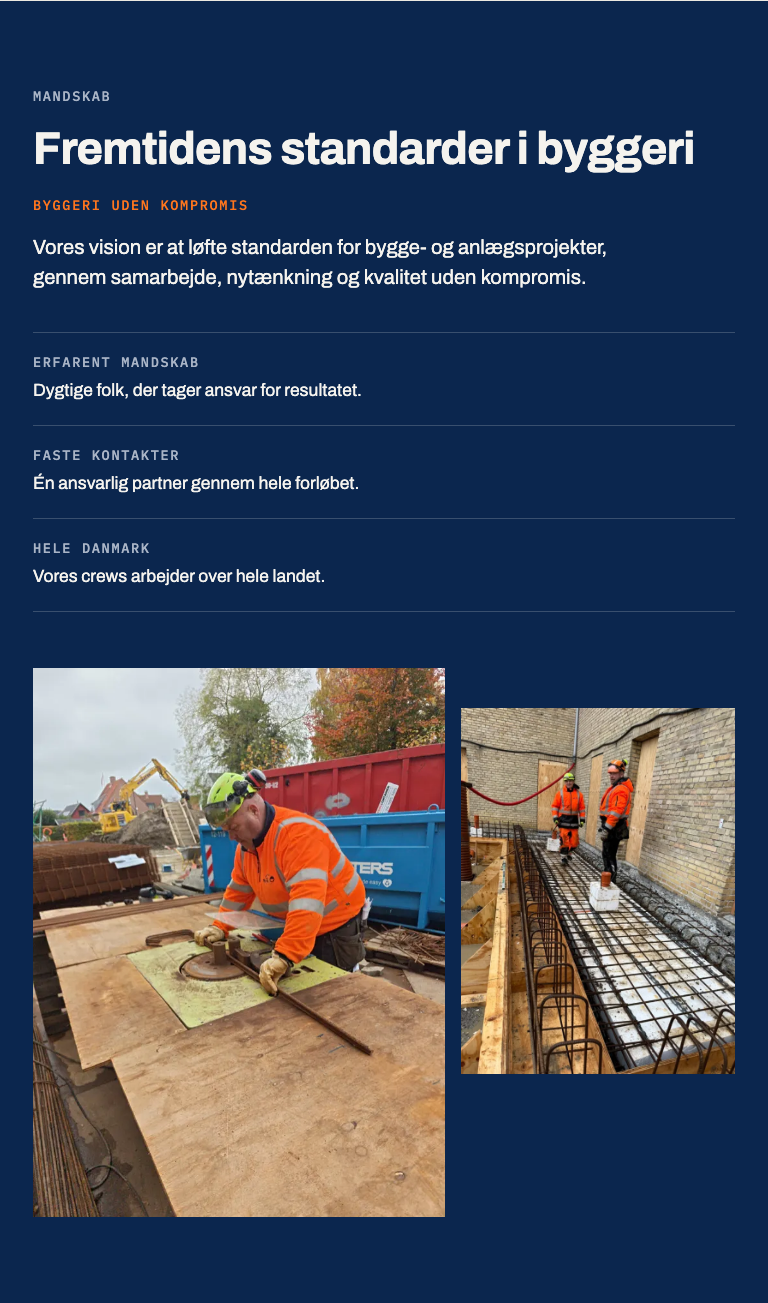 MANDSKAB
Fremtidens standarder i byggeri
BYGGERI UDEN KOMPROMIS
Vores vision er at løfte standarden for bygge- og anlægsprojekter,
gennem samarbejde, nytænkning og kvalitet uden kompromis.
ERFARENT MANDSKAB
Dygtige folk, der tager ansvar for resultatet.
FASTE KONTAKTER
Én ansvarlig partner gennem hele forløbet.
HELE DANMARK
Vores crews arbejder over hele landet.